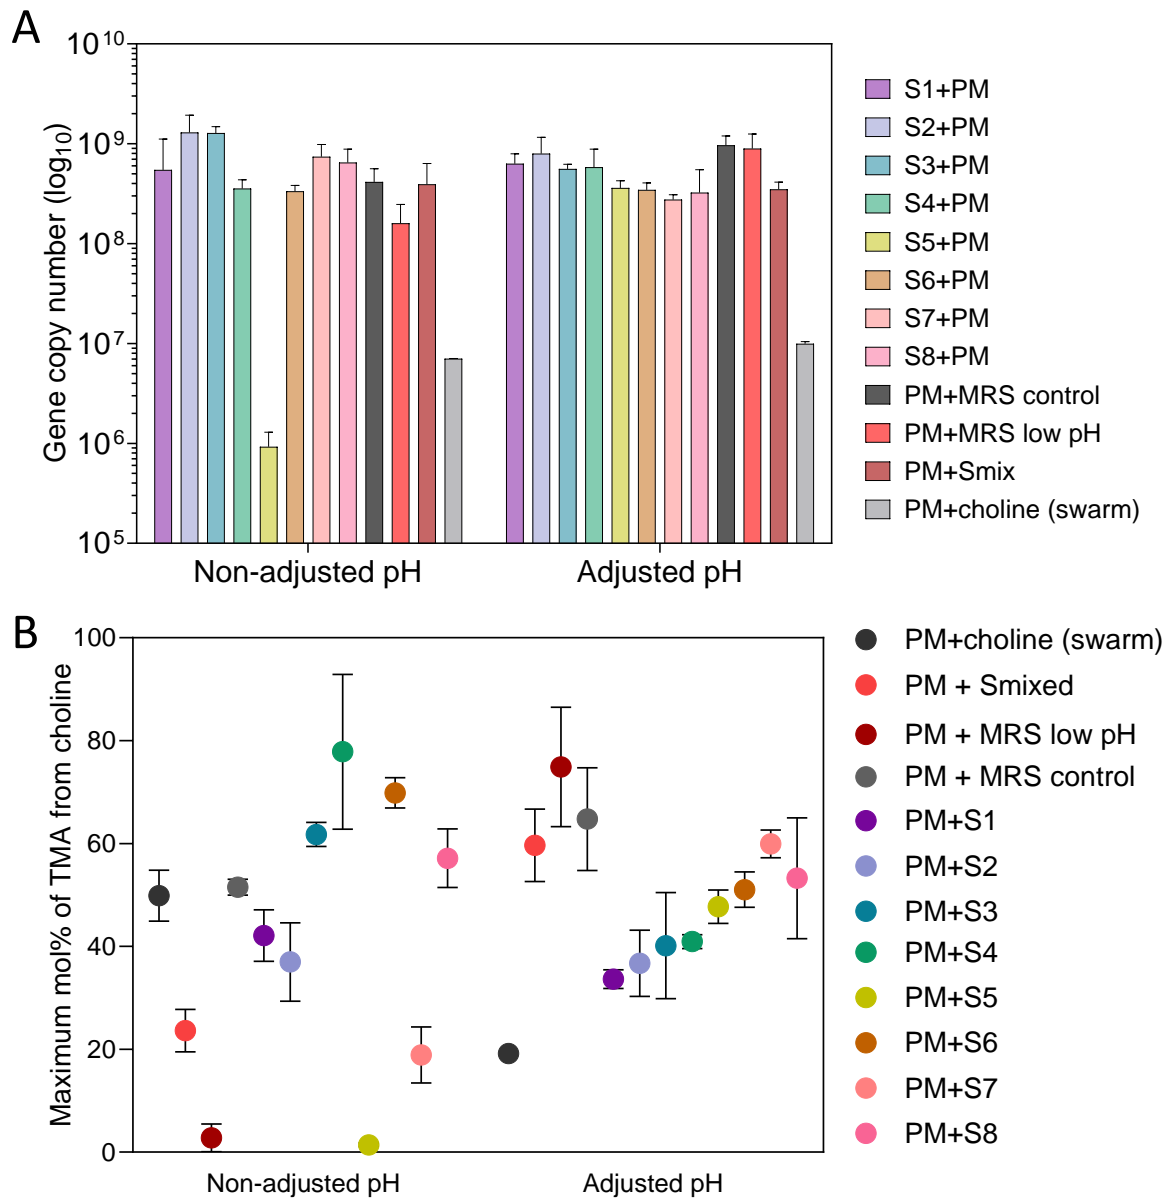 A
Gene copy number (log10)
10^10
10^9
10^8
10^7
10^6
10^5
Non-adjusted pH
Adjusted pH
S1+PM
S2+PM
S3+PM
S4+PM
S5+PM
S6+PM
S7+PM
S8+PM
PM+MRS control
PM+MRS low pH
PM+Smix
PM+choline (swarm)
B
Maximum mol% of TMA from choline
100
80
60
40
20
0
Non-adjusted pH
Adjusted pH
PM+choline (swarm)
PM + Smixed
PM + MRS low pH
PM + MRS control
PM+S1
PM+S2
PM+S3
PM+S4
PM+S5
PM+S6
PM+S7
PM+S8